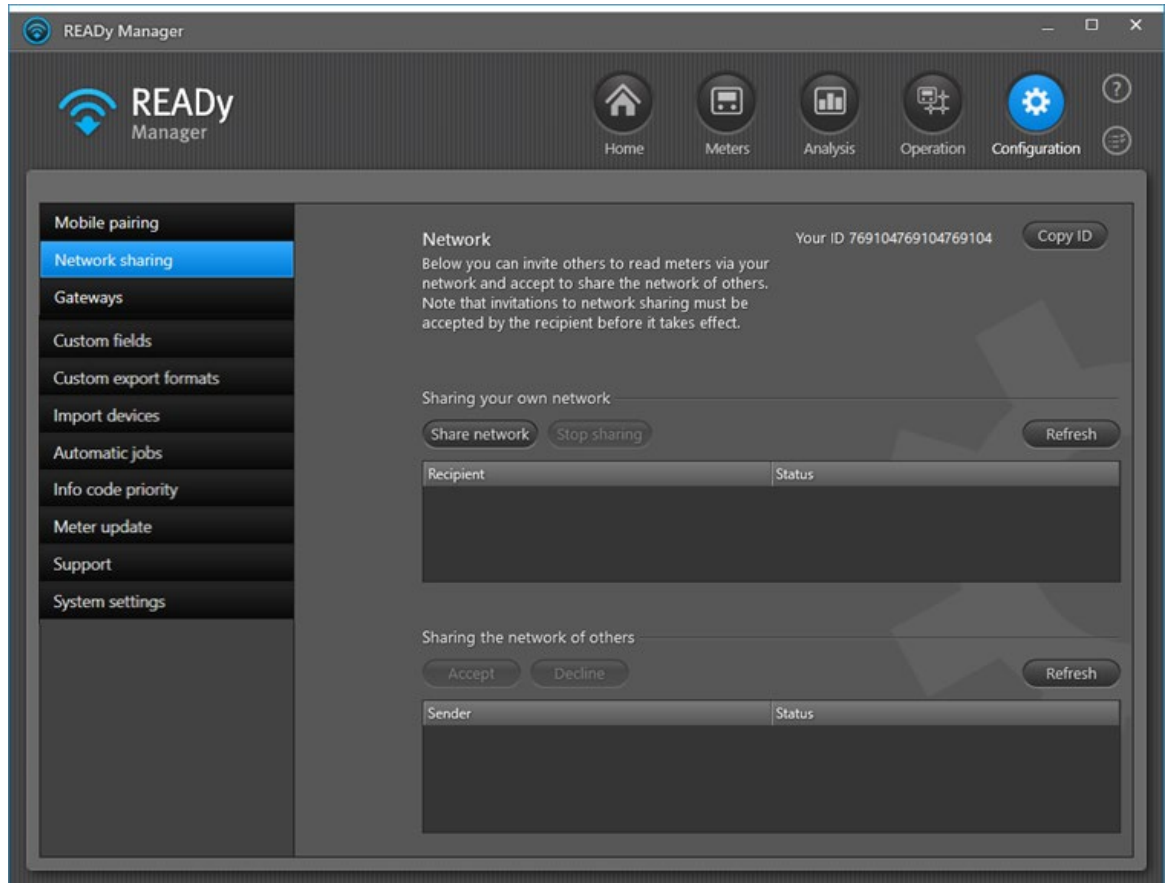 READy Manager
READy
Manager
Home
Meters
Analysis
Operation
Configuration
?
Mobile pairing
Network sharing
Gateways
Custom fields
Custom export formats
Import devices
Automatic jobs
Info code priority
Meter update
Support
System settings
Network
Your ID 769104769104769104
Copy ID
Below you can invite others to read meters via your
network and accept to share the network of others.
Note that invitations to network sharing must be
accepted by the recipient before it takes effect.
Sharing your own network
Share network
Stop sharing
Refresh
Recipient
Status
Sharing the network of others
Accept
Decline
Refresh
Sender
Status